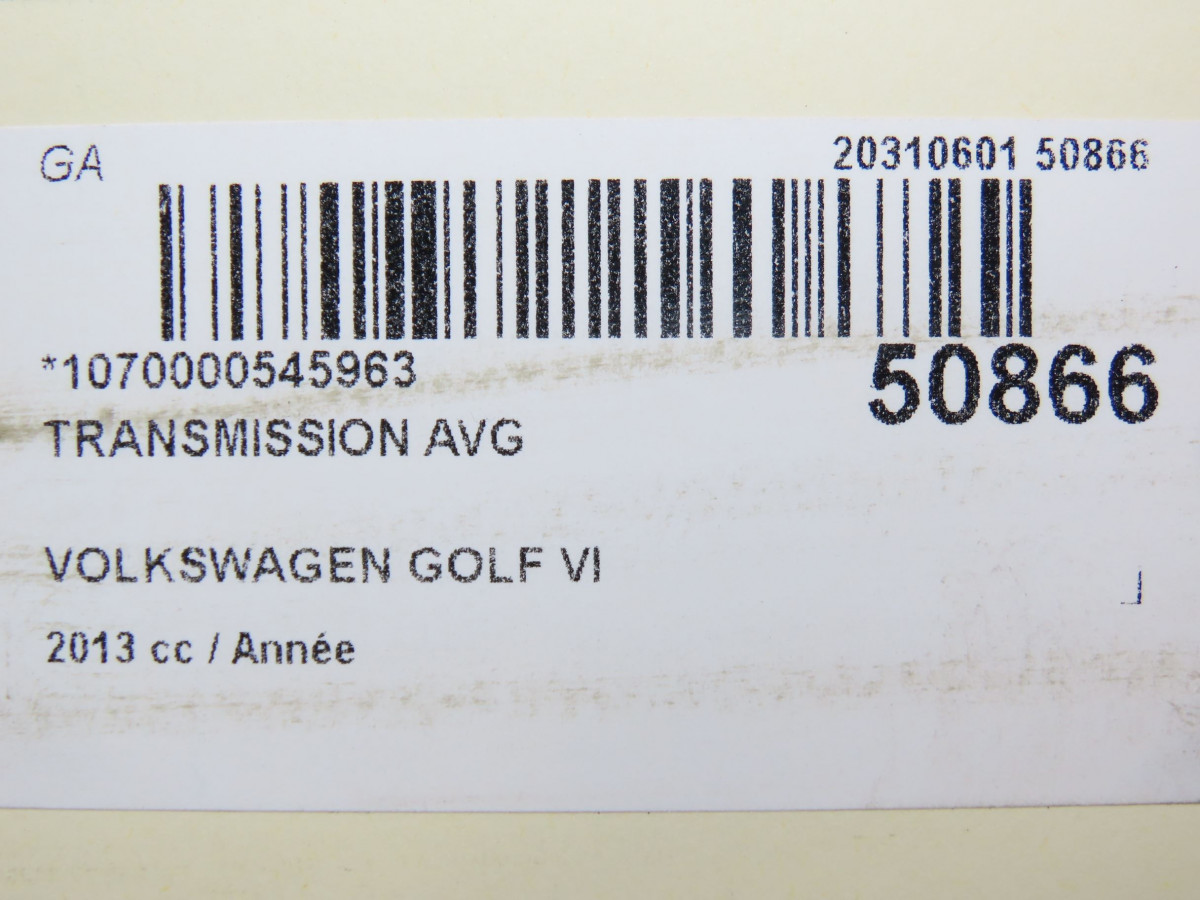 GA
20310601 50866
*1070000545963
50866
TRANSMISSION AVG
VOLKSWAGEN GOLF VI
2013 cc / Année